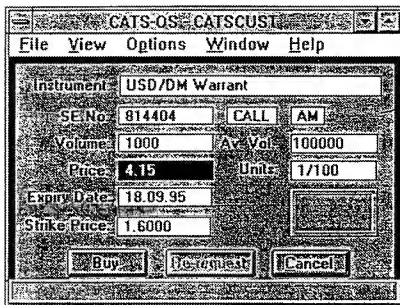 CATS-OS: CATSCUST
File View Options Window Help
Instrument: USD/DM Warrant
SE.No: 814404 CALL AM
Volume: 1000 Av. Vol.: 100000
Price: 4.15 Units: 1/100
Expiry Date: 18.09.95
Strike Price: 1.6000
Buy Cancel